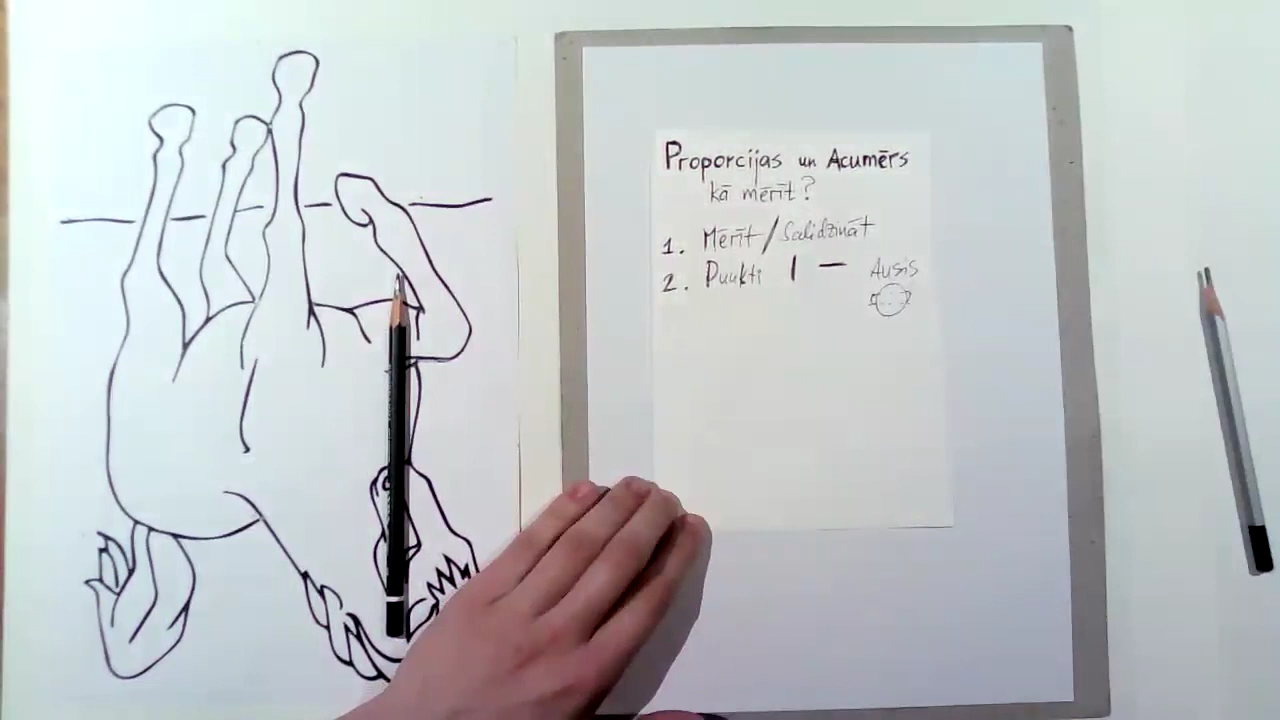 Proporcijas un Acumērs
kā mērīt?
1. Mērīt/Salīdzināt
2. Punkti
Ausis